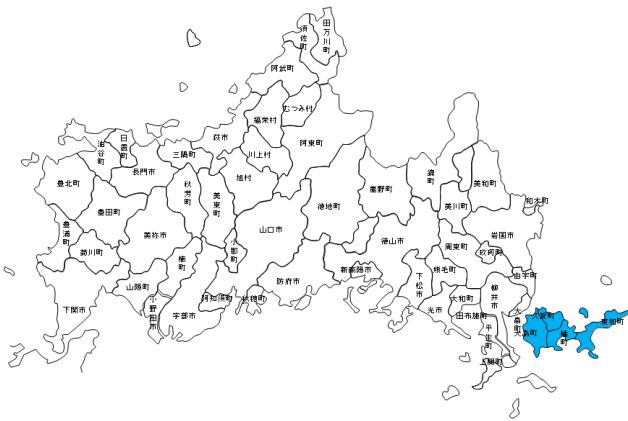 田万川町
須佐町
阿武町
むつみ村
福栄村
萩市
川上村
阿東町
日置町
油谷町
三隅町
長門市
旭村
豊北町
秋芳町
美東町
徳地町
鹿野町
錦町
美和町
和木町
豊田町
豊浦町
美祢市
山口市
徳山市
美川町
岩国市
菊川町
楠町
小郡町
周東町
玖珂町
熊毛町
由宇町
新南陽市
下松市
柳井市
防府市
山陽町
小野田市
阿知須町
秋穂町
下関市
宇部市
光市
大和町
田布施町
平生町
上関町
大畠町
大島町
久賀町
橘町
東和町